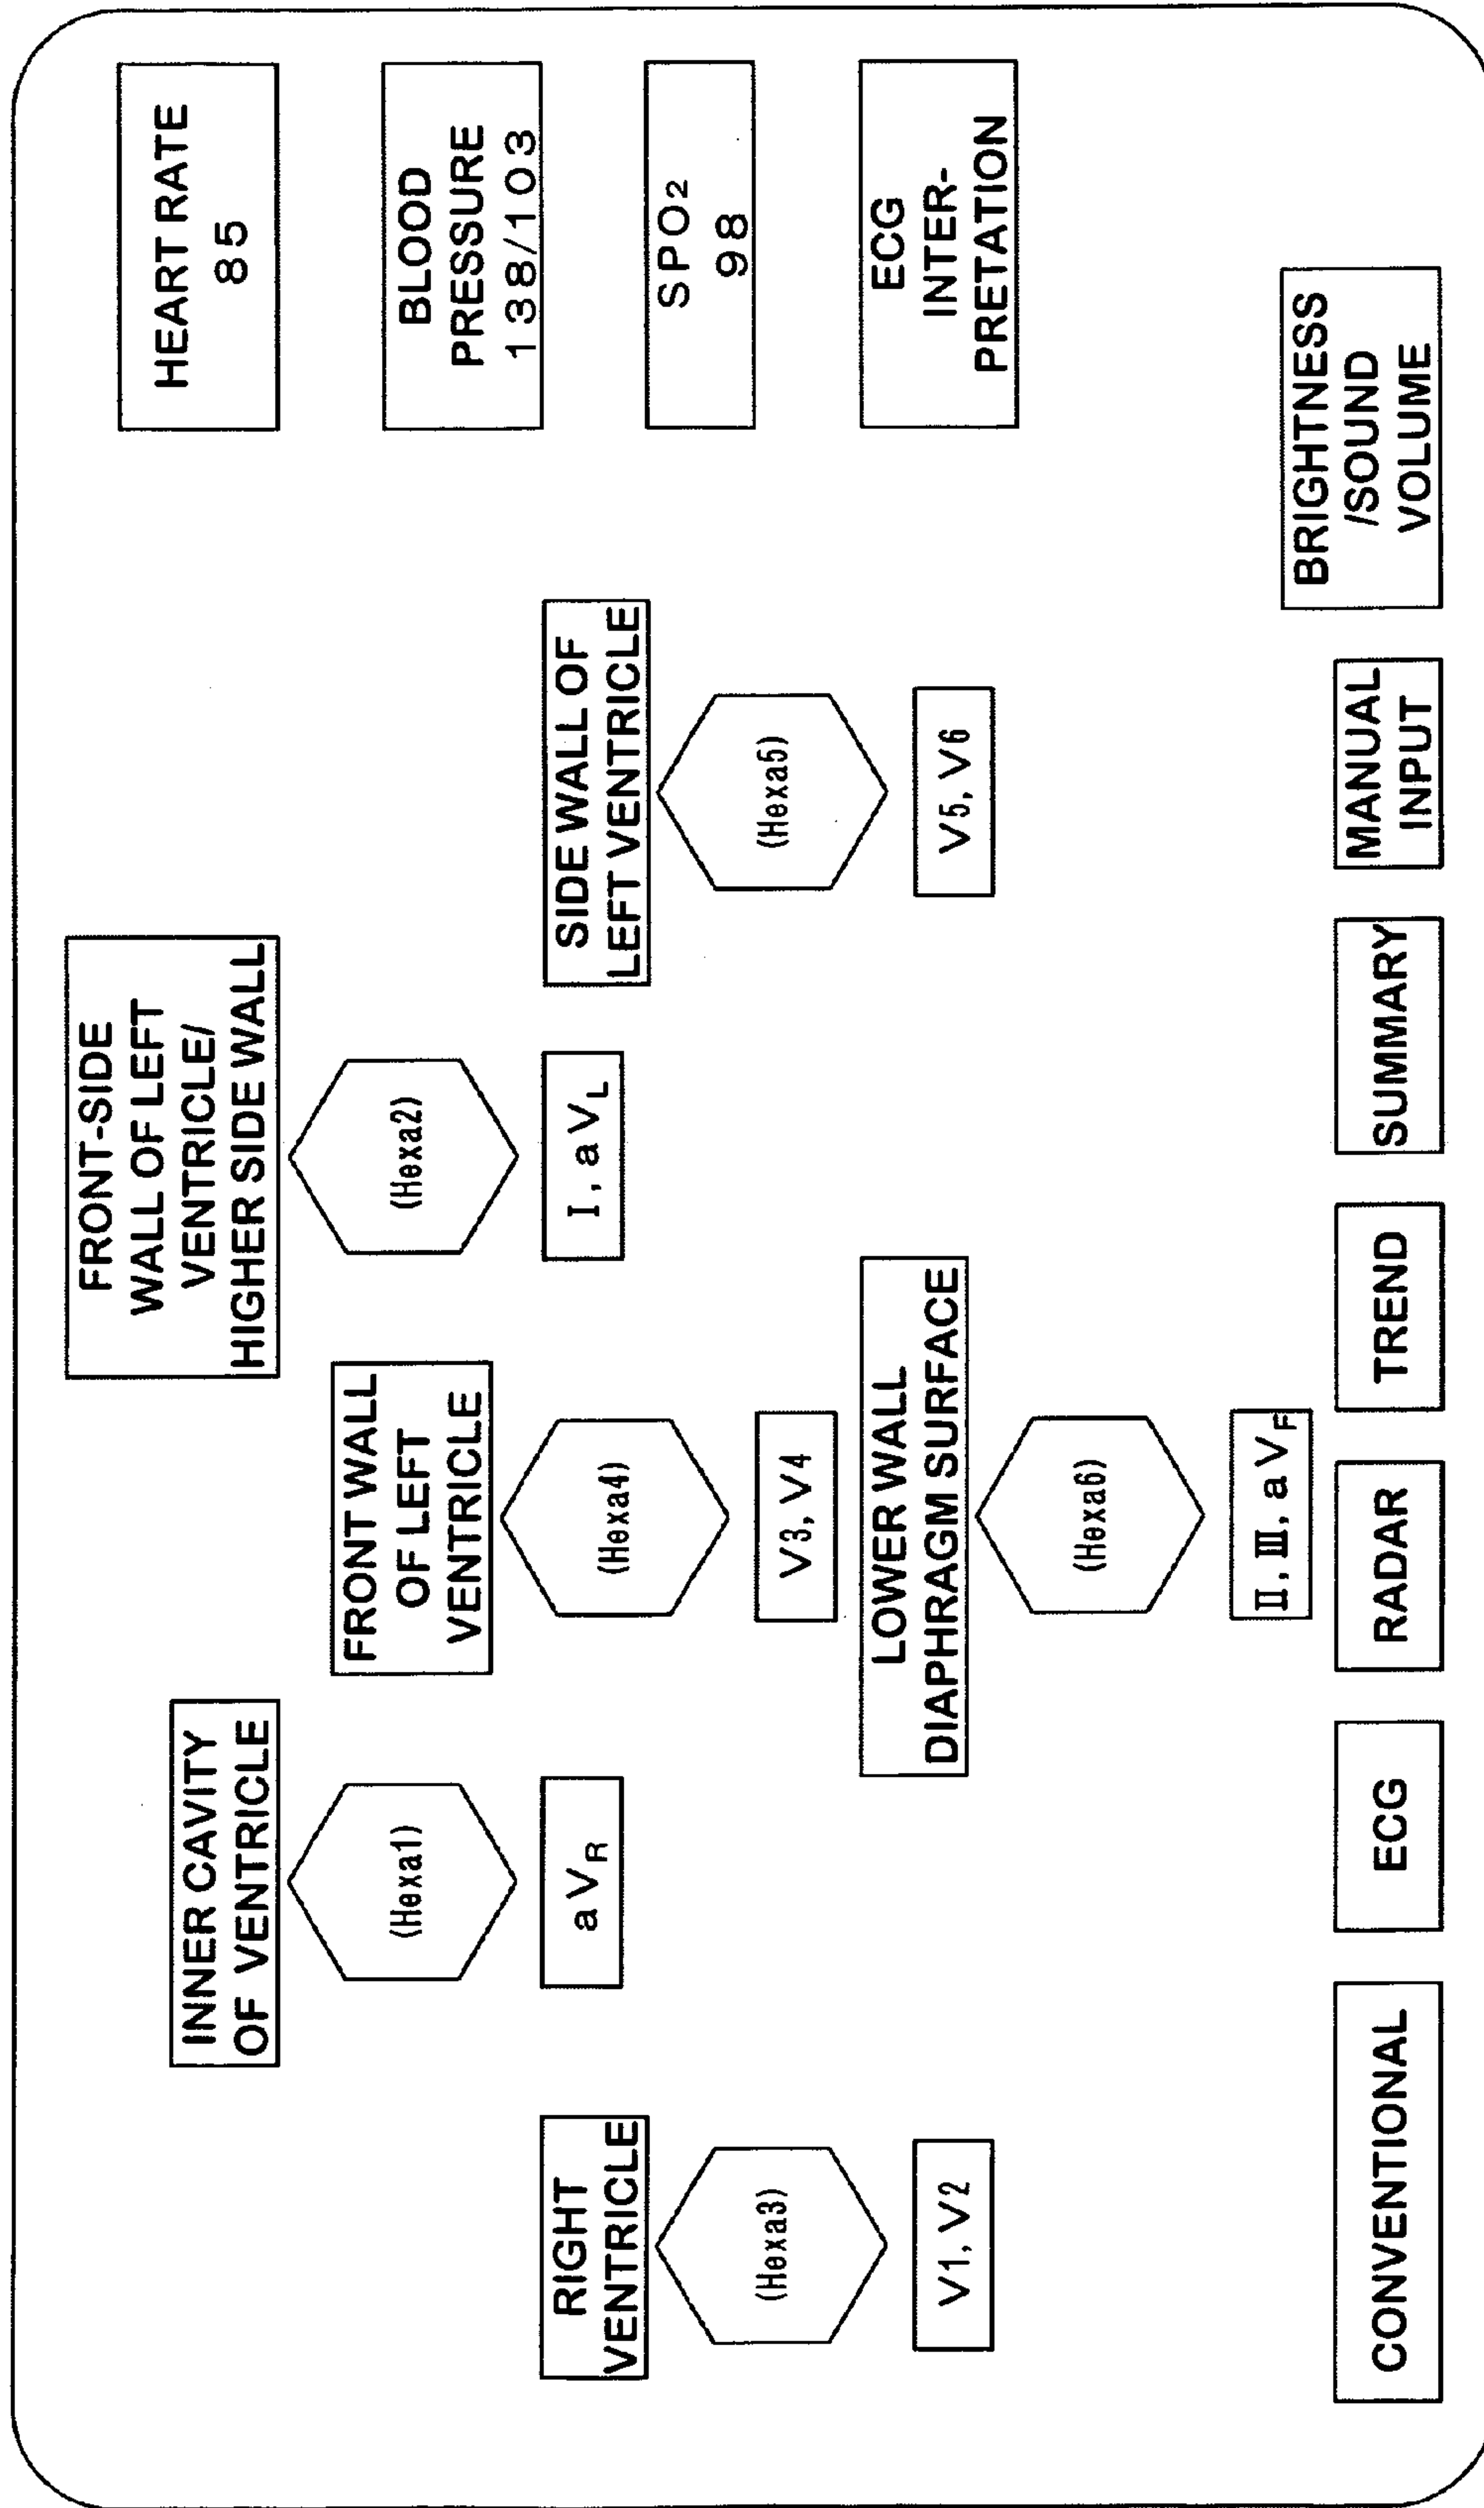 FRONT-SIDE
WALL OF LEFT
VENTRICLE/
HIGHER SIDE WALL
(Hexa2)
I, aVL
INNER CAVITY
OF VENTRICLE
(Hexa1)
aVR
FRONT WALL
OF LEFT
VENTRICLE
(Hexa4)
V3, V4
RIGHT
VENTRICLE
(Hexa3)
V1, V2
SIDE WALL OF
LEFT VENTRICLE
(Hexa5)
V5, V6
LOWER WALL
DIAPHRAGM SURFACE
(Hexa6)
II, III, aVF
HEART RATE
85
BLOOD
PRESSURE
138/103
SPO2
98
ECG
INTER-
PRETATION
CONVENTIONAL
ECG
RADAR
TREND
SUMMARY
MANUAL
INPUT
BRIGHTNESS
/SOUND
VOLUME